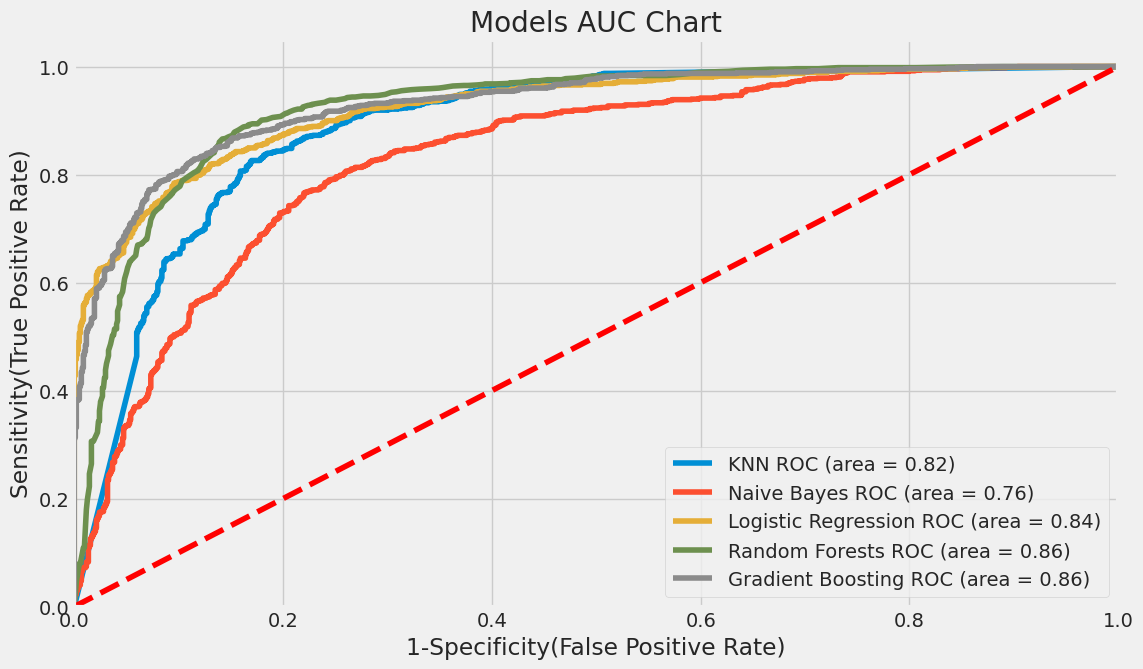 Models AUC Chart
Sensitivity(True Positive Rate)
1.0
0.8
0.6
0.4
0.2
0.0
0.0 0.2 0.4 0.6 0.8 1.0
1-Specificity(False Positive Rate)
KNN ROC (area = 0.82)
Naive Bayes ROC (area = 0.76)
Logistic Regression ROC (area = 0.84)
Random Forests ROC (area = 0.86)
Gradient Boosting ROC (area = 0.86)